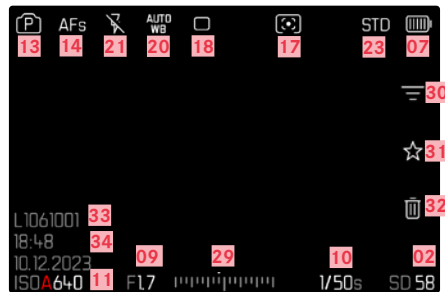 P AFs AUTO WB STD
13 14 21 20 18 17 23 07
30
31
32
L1061001 33
18:48 34
10.12.2023 09 29 10 02
ISO A640 11 F1.7 1/50s SD 58